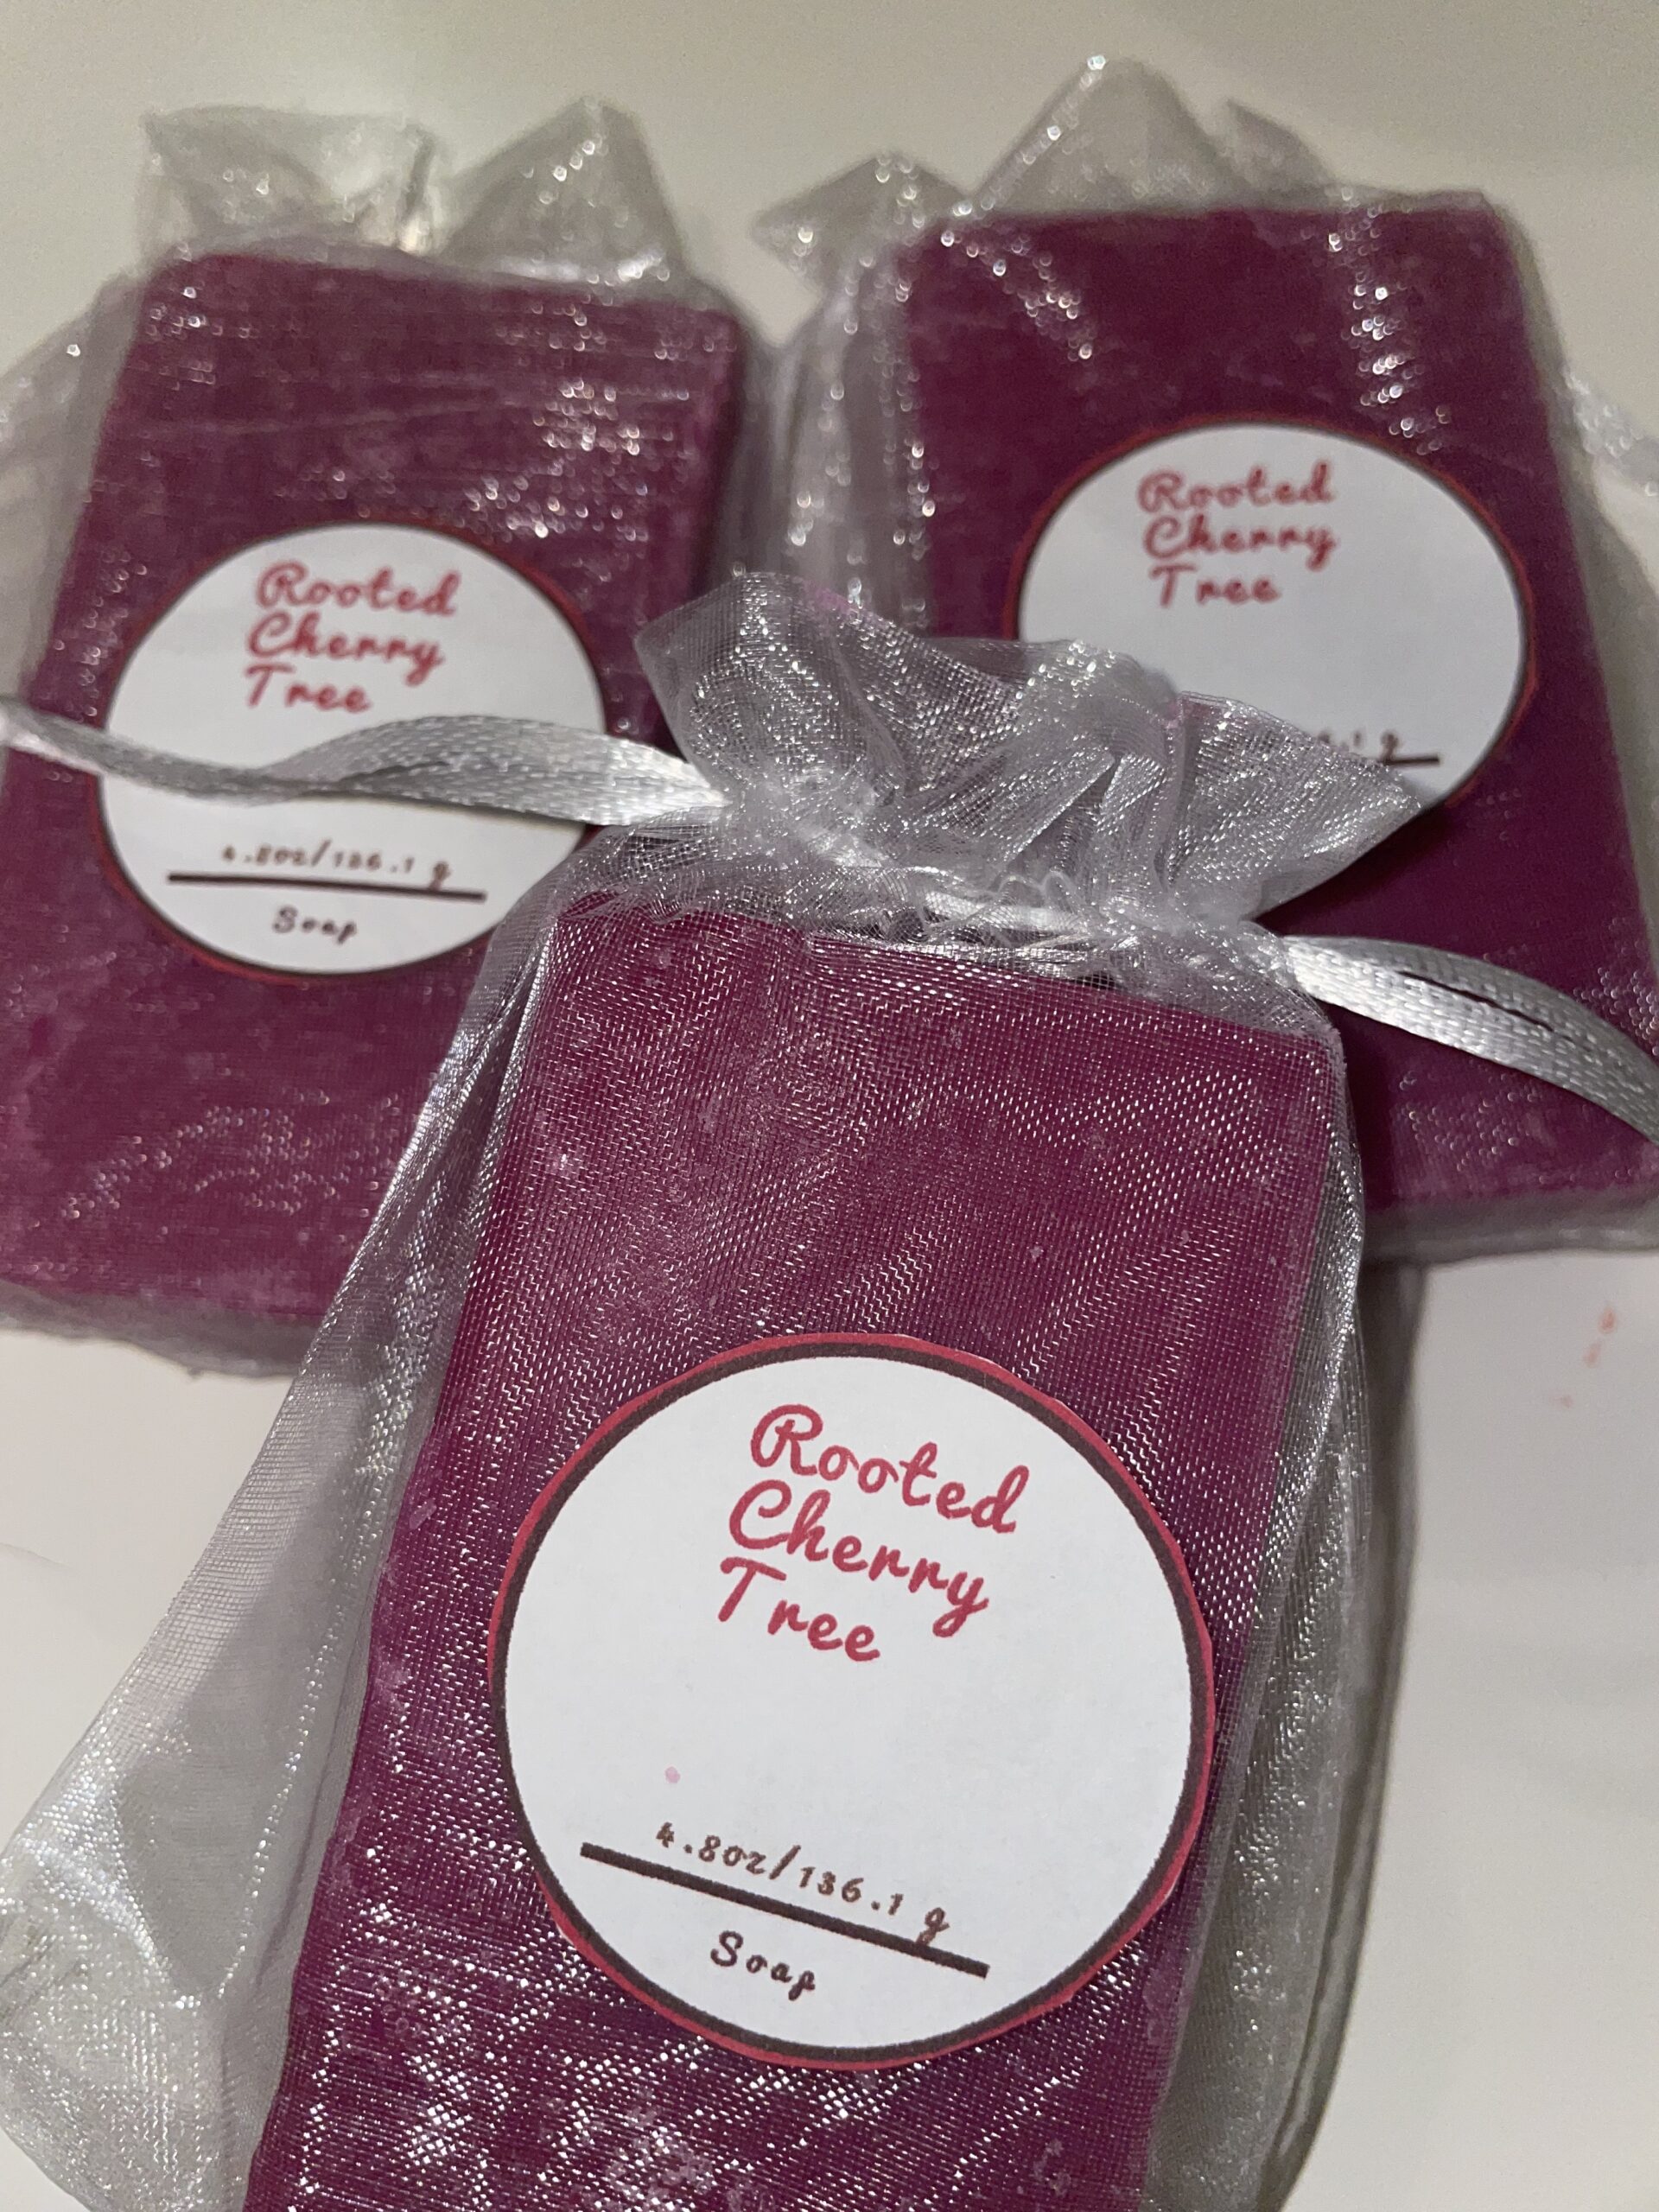 Rooted
Cherry
Tree
4.8oz/136.1 g
Soap
Rooted
Cherry
Tree
Rooted
Cherry
Tree
4.8oz/136.1 g
Soap